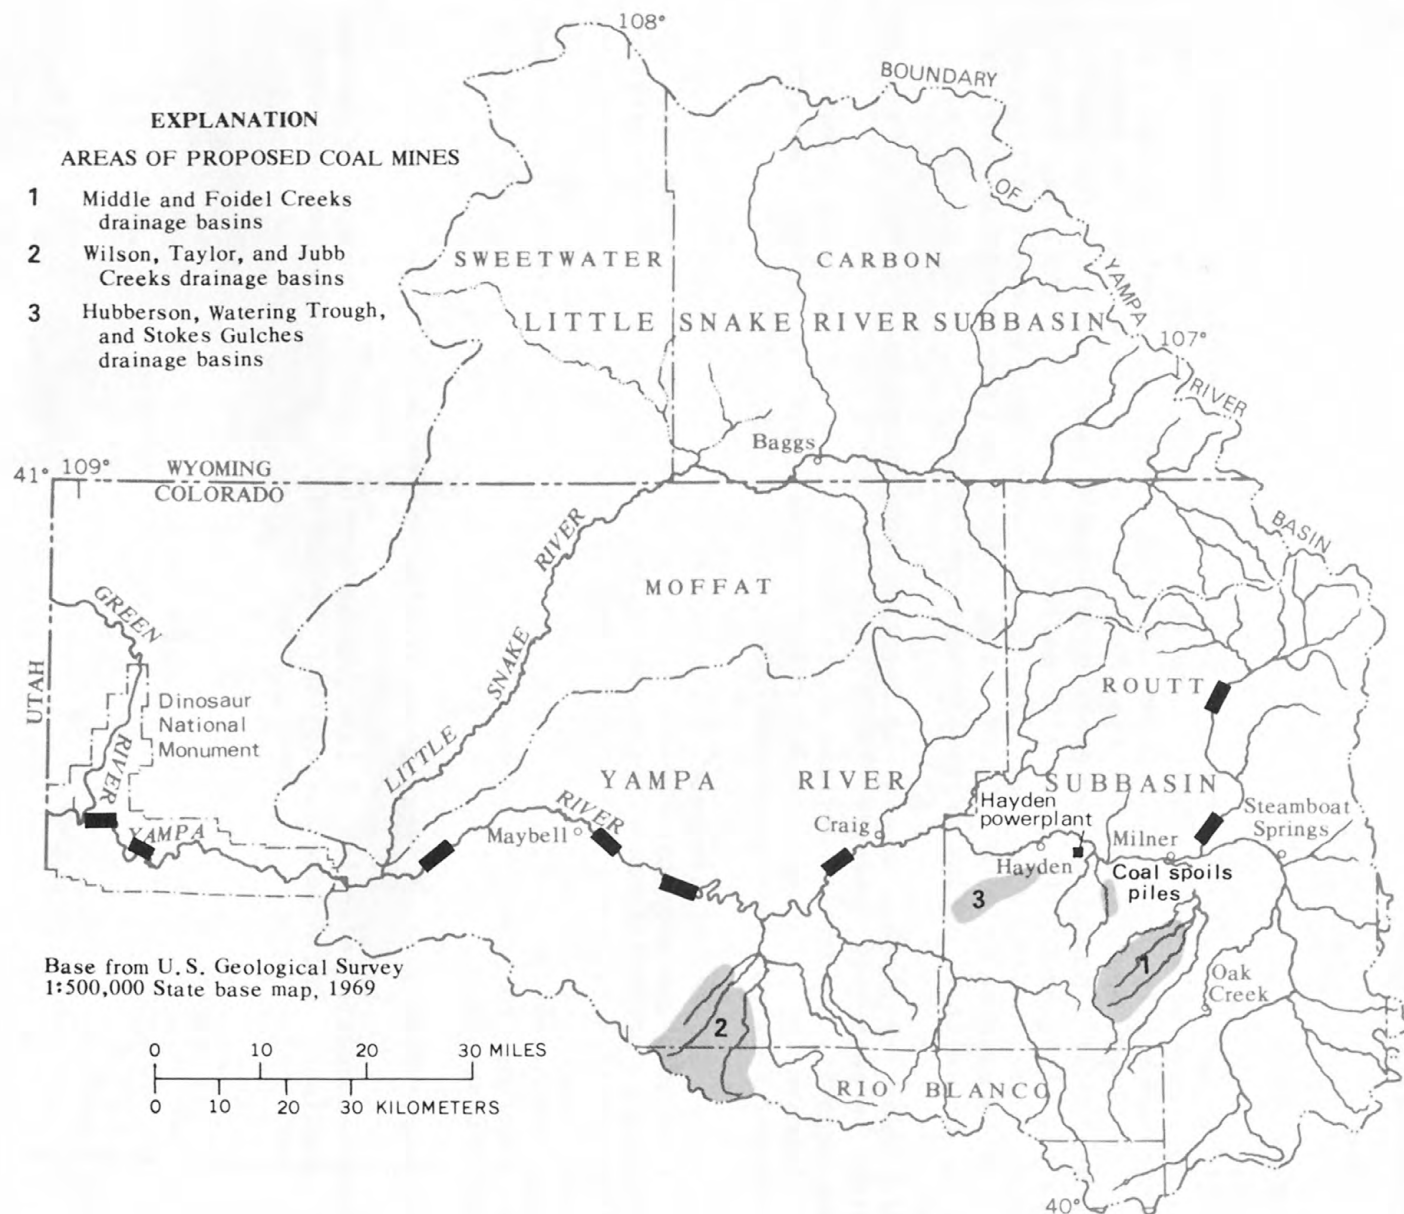 108°
BOUNDARY
EXPLANATION
AREAS OF PROPOSED COAL MINES
1 Middle and Foidel Creeks
drainage basins
2 Wilson, Taylor, and Jubb
Creeks drainage basins
3 Hubberson, Watering Trough,
and Stokes Gulches
drainage basins
OF
YAMPA
SWEETWATER
CARBON
LITTLE SNAKE RIVER SUBBASIN
107°
RIVER
Baggs
41° 109°
WYOMING
COLORADO
BASIN
RIVER
MOFFAT
GREEN
SNAKE
UTAH
ROUTT
Dinosaur
National
Monument
RIVER
LITTLE
YAMPA RIVER SUBBASIN
Hayden
powerplant
Steamboat
Springs
RIVER
YAMPA
Maybell
Craig
Milner
Hayden
Coal spoils
piles
3
1
Oak
Creek
Base from U.S. Geological Survey
1:500,000 State base map, 1969
2
0 10 20 30 MILES
0 10 20 30 KILOMETERS
RIO BLANCO
40°